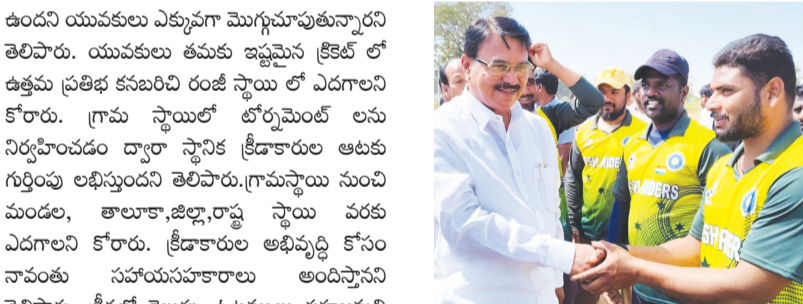 ఉందని యువకులు ఎక్కువగా మొగ్గుచూపుతున్నారని
తెలిపారు. యువకులు తమకు ఇష్టమైన క్రికెట్ లో
ఉత్తమ ప్రతిభ కనబరిచి రంజీ స్థాయి లో ఎదగాలని
కోరారు. గ్రామ స్థాయిలో టోర్నమెంట్ లను
నిర్వహించడం ద్వారా స్థానిక క్రీడాకారుల ఆటకు
గుర్తింపు లభిస్తుందని తెలిపారు.గ్రామస్థాయి నుంచి
మండల, తాలూకా,జిల్లా,రాష్ట్ర స్థాయి వరకు
ఎదగాలని కోరారు. క్రీడాకారుల అభివృద్ధి కోసం
నావంతు సహాయసహకారాలు అందిస్తానని